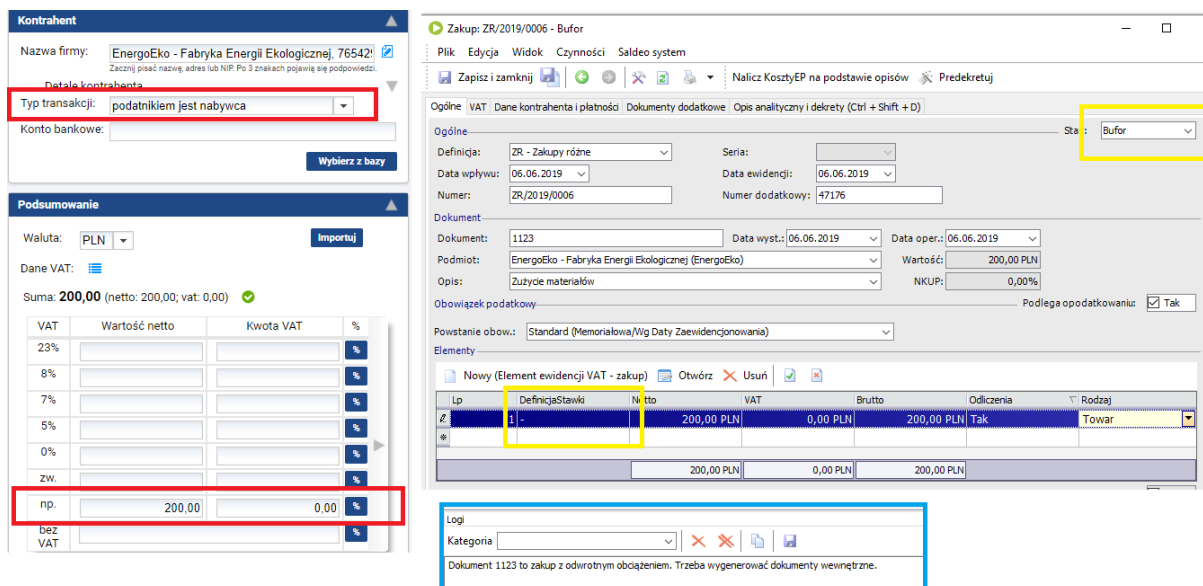 Kontrahent
Nazwa firmy: EnergoEko - Fabryka Energii Ekologicznej, 76542
Zacznij pisać nazwę, adres lub NIP. Po 3 znakach pojawią się podpowiedzi.
Detale kontrahenta
Typ transakcji: podatnikiem jest nabywca
Konto bankowe:
Wybierz z bazy
Podsumowanie
Waluta: PLN
Importuj
Dane VAT:
Suma: 200,00 (netto: 200,00; vat: 0,00)
VAT Wartość netto Kwota VAT %
23% %
8% %
7% %
5% %
0% %
zw. %
np. 200,00 0,00 %
bez VAT %
Zakup: ZR/2019/0006 - Bufor
Plik Edycja Widok Czynności Saldeo system
Zapisz i zamknij Nalicz KosztyEP na podstawie opisów Predekretuj
Ogólne VAT Dane kontrahenta i płatności Dokumenty dodatkowe Opis analityczny i dekrety (Ctrl + Shift + D)
Ogólne Bufor
Definicja: ZR - Zakupy różne Seria:
Data wpływu: 06.06.2019 Data ewidencji: 06.06.2019
Numer: ZR/2019/0006 Numer dodatkowy: 47176
Dokument
Dokument: 1123 Data wyst.: 06.06.2019 Data oper.: 06.06.2019
Podmiot: EnergoEko - Fabryka Energii Ekologicznej (EnergoEko) Wartość: 200,00 PLN
Opis: Zużycie materiałów NKUP: 0,00%
Obowiązek podatkowy Podlega opodatkowaniu: Tak
Powstanie obow.: Standard (Memoriałowa/Wg Daty Zaewidencjonowania)
Elementy
Nowy (Element ewidencji VAT - zakup) Otwórz Usuń
Lp DefinicjaStawki Netto VAT Brutto Odliczenia Rodzaj
1 - 200,00 PLN 0,00 PLN 200,00 PLN Tak Towar
200,00 PLN 0,00 PLN 200,00 PLN
Logi
Kategoria
Dokument 1123 to zakup z odwrotnym obciążeniem. Trzeba wygenerować dokumenty wewnętrzne.